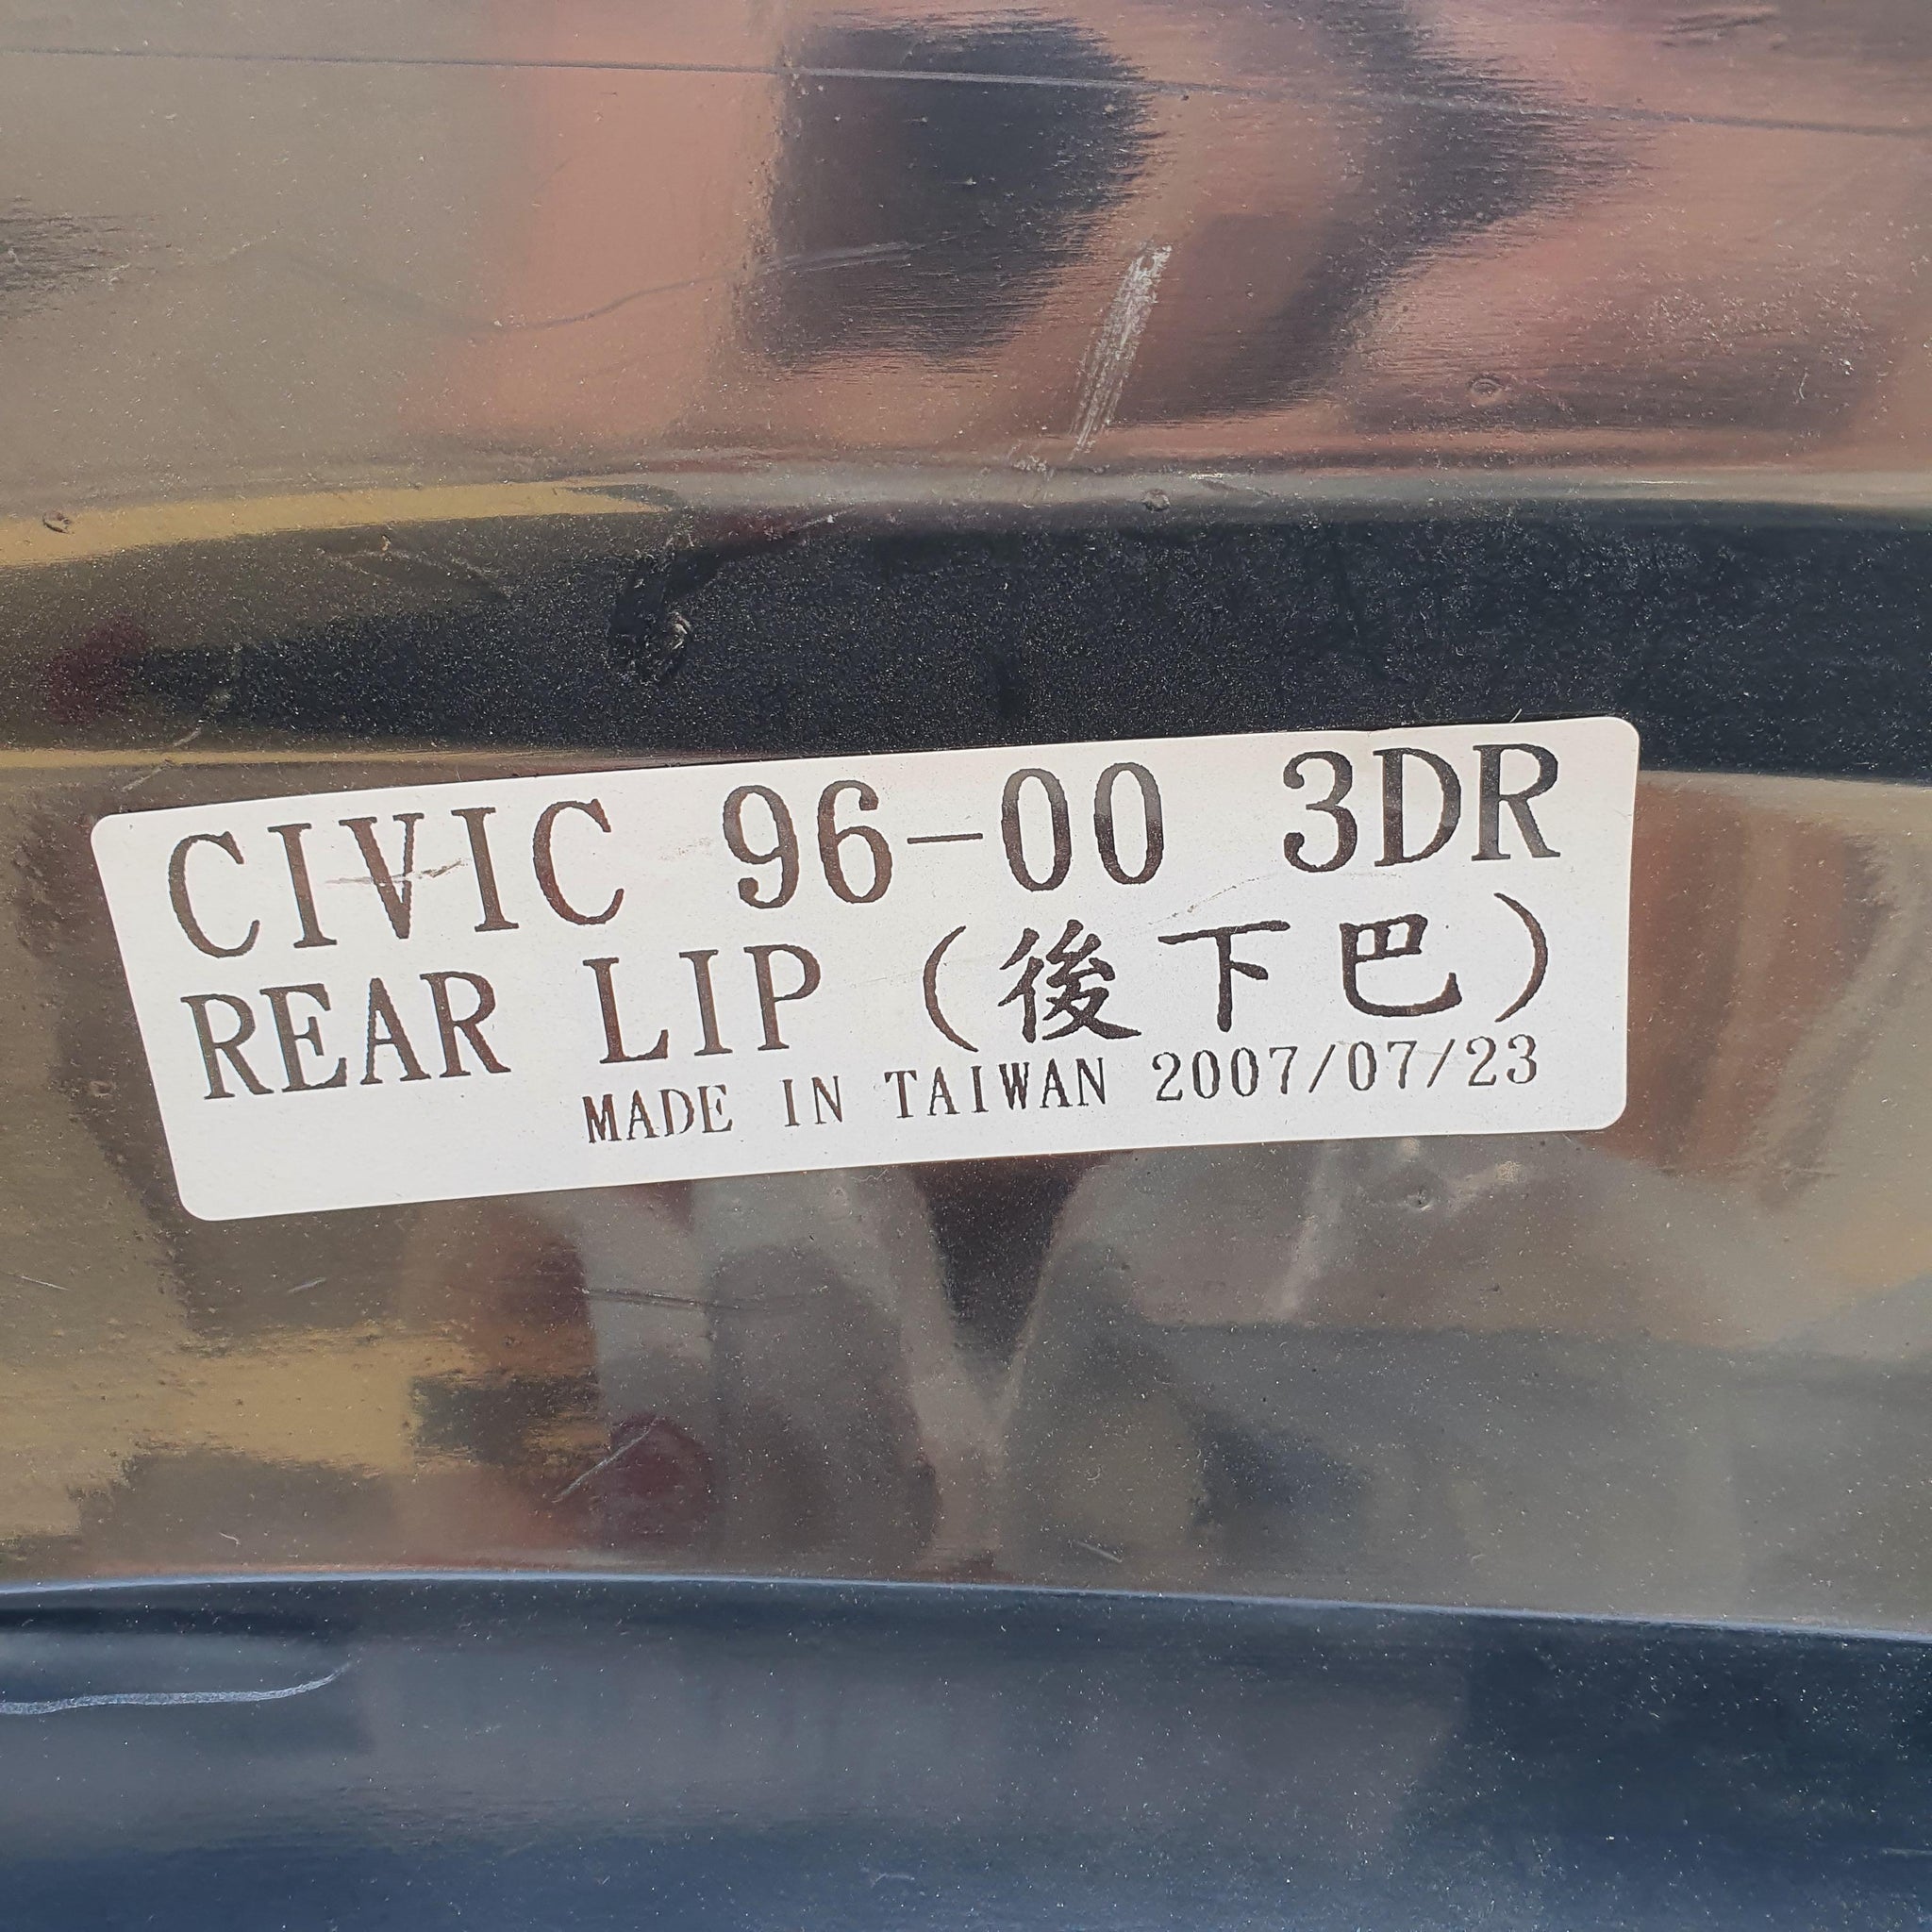 CIVIC 96-00 3DR
REAR LIP (後下巴)
MADE IN TAIWAN 2007/07/23